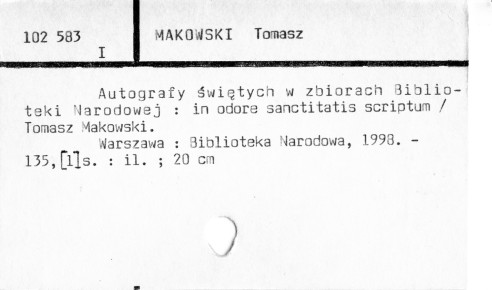 102 583
I
MAKOWSKI Tomasz
Autografy świętych w zbiorach Biblio-
teki Narodowej : in odore sanctitatis scriptum /
Tomasz Makowski.
Warszawa : Biblioteka Narodowa, 1998. -
135,[1]s. : il. ; 20 cm